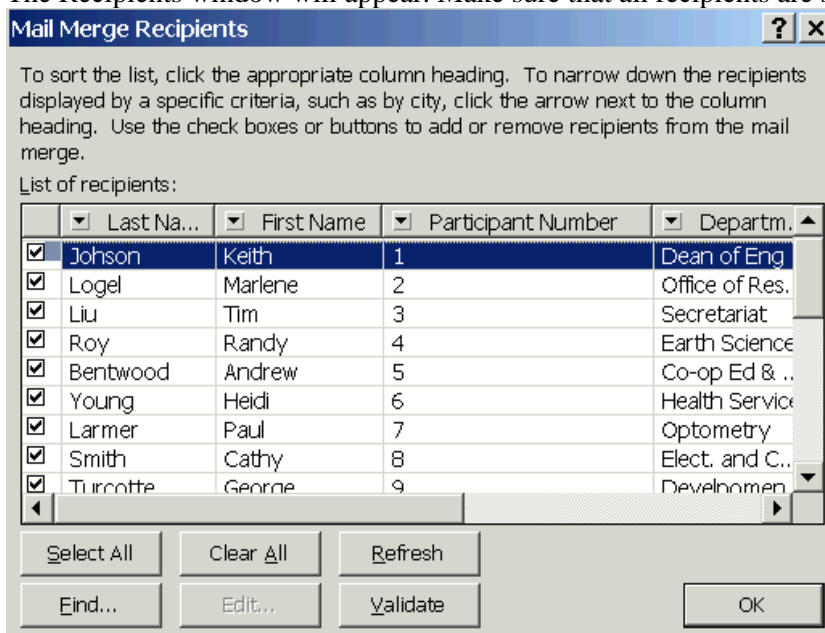 The Recipients window will appear. Make sure that all recipients are s
Mail Merge Recipients ? x
To sort the list, click the appropriate column heading. To narrow down the recipients
displayed by a specific criteria, such as by city, click the arrow next to the column
heading. Use the check boxes or buttons to add or remove recipients from the mail
merge.
List of recipients:
Last Na... First Name Participant Number Departm.
Johson Keith 1 Dean of Eng
Logel Marlene 2 Office of Res.
Liu Tim 3 Secretariat
Roy Randy 4 Earth Science
Bentwood Andrew 5 Co-op Ed & ..
Young Heidi 6 Health Service
Larmer Paul 7 Optometry
Smith Cathy 8 Elect. and C..
Turcotte George 9 Developmen
Select All Clear All Refresh
Find... Edit... Validate OK